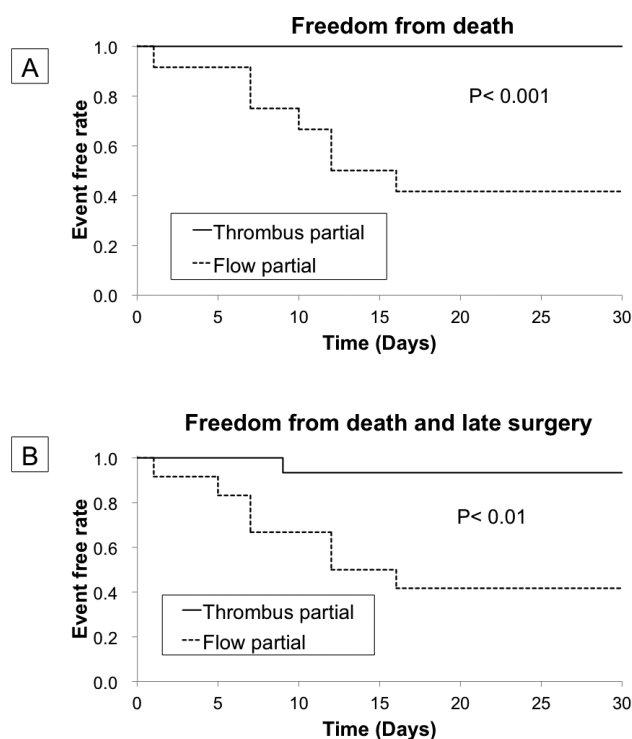 Freedom from death
A
1.0
0.8
0.6
0.4
0.2
0.0
Event free rate
P< 0.001
Thrombus partial
Flow partial
0 5 10 15 20 25 30
Time (Days)
Freedom from death and late surgery
B
1.0
0.8
0.6
0.4
0.2
0.0
Event free rate
P< 0.01
Thrombus partial
Flow partial
0 5 10 15 20 25 30
Time (Days)